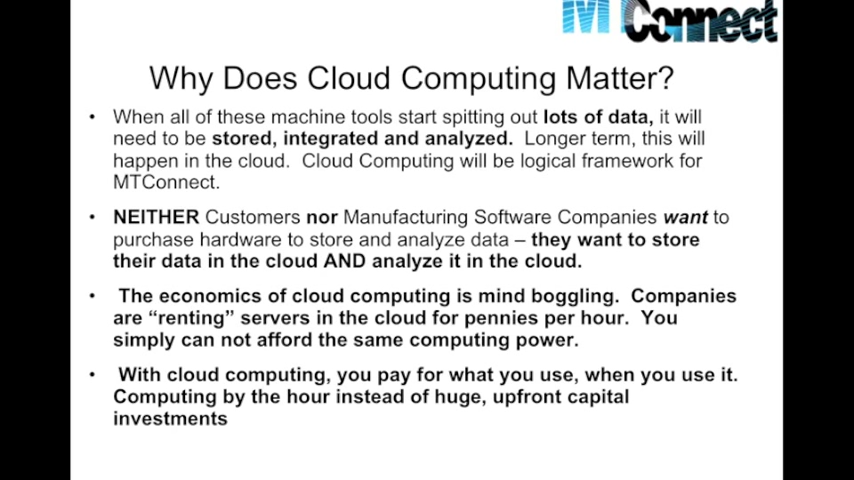 MTConnect
Why Does Cloud Computing Matter?
• When all of these machine tools start spitting out lots of data, it will
need to be stored, integrated and analyzed. Longer term, this will
happen in the cloud. Cloud Computing will be logical framework for
MTConnect.
• NEITHER Customers nor Manufacturing Software Companies want to
purchase hardware to store and analyze data – they want to store
their data in the cloud AND analyze it in the cloud.
• The economics of cloud computing is mind boggling. Companies
are “renting” servers in the cloud for pennies per hour. You
simply can not afford the same computing power.
• With cloud computing, you pay for what you use, when you use it.
Computing by the hour instead of huge, upfront capital
investments